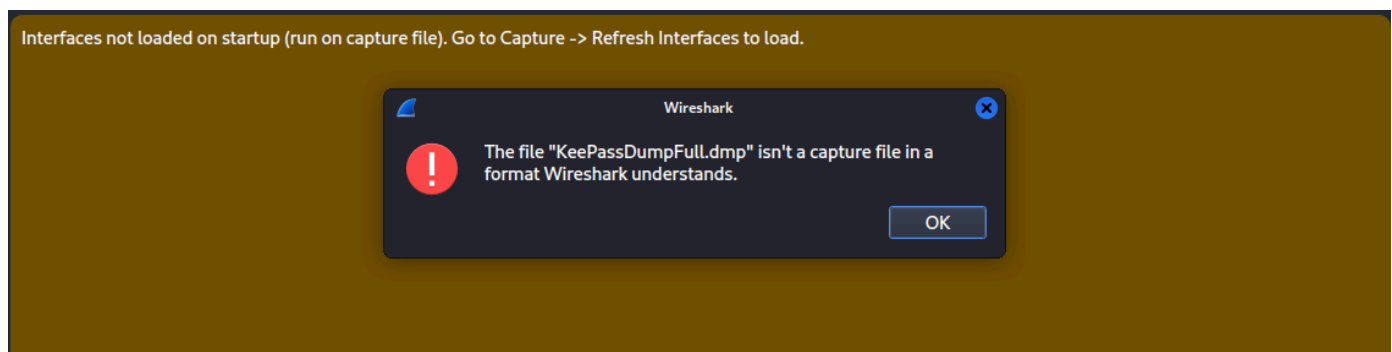 Interfaces not loaded on startup (run on capture file). Go to Capture -> Refresh Interfaces to load.
Wireshark
The file "KeePassDumpFull.dmp" isn't a capture file in a
format Wireshark understands.
OK